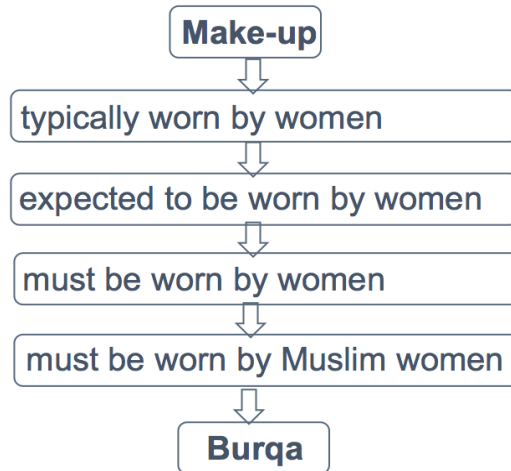 Make-up
typically worn by women
expected to be worn by women
must be worn by women
must be worn by Muslim women
Burqa